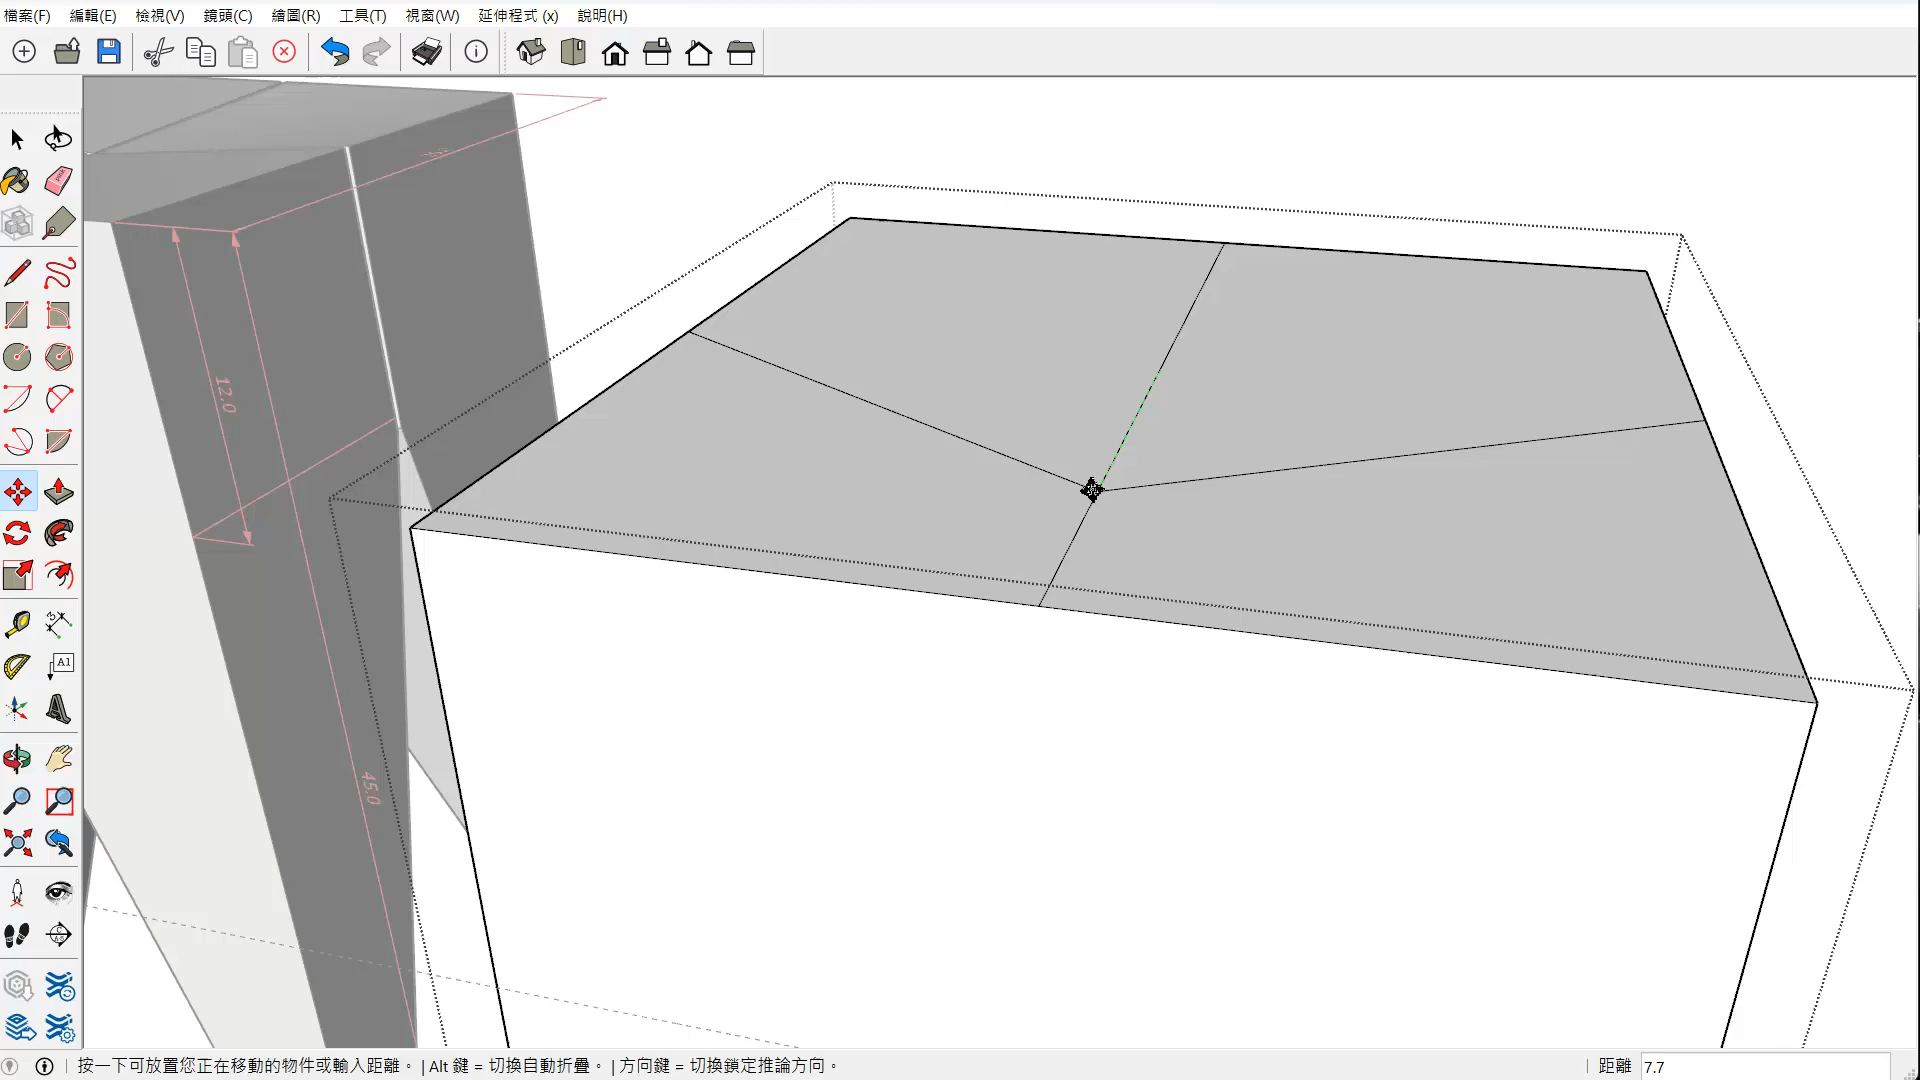 檔案(F) 編輯(E) 檢視(V) 鏡頭(C) 繪圖(R) 工具(T) 視窗(W) 延伸程式 (x) 說明(H)
12.0
A1
45.0
按一下可放置您正在移動的物件或輸入距離。 | Alt 鍵 = 切換自動折疊。 | 方向鍵 = 切換鎖定推論方向。
距離 7.7